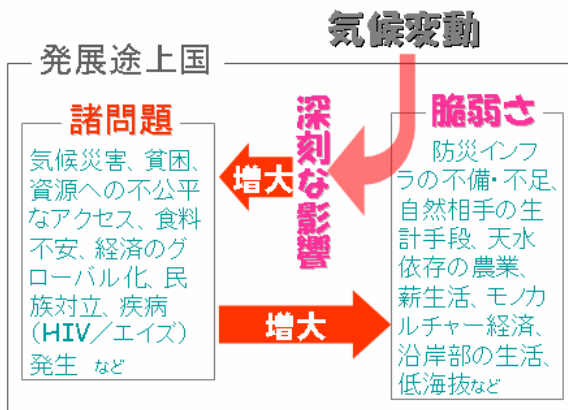 気候変動
発展途上国
諸問題
気候災害、貧困、
資源への不公平
なアクセス、食料
不安、経済のグ
ローバル化、民
族対立、疾病
（HIV／エイズ）
発生 など
増大
深刻な影響
増大
脆弱さ
防災インフ
ラの不備・不足、
自然相手の生
計手段、天水
依存の農業、
薪生活、モノカ
ルチャー経済、
沿岸部の生活、
低海抜など